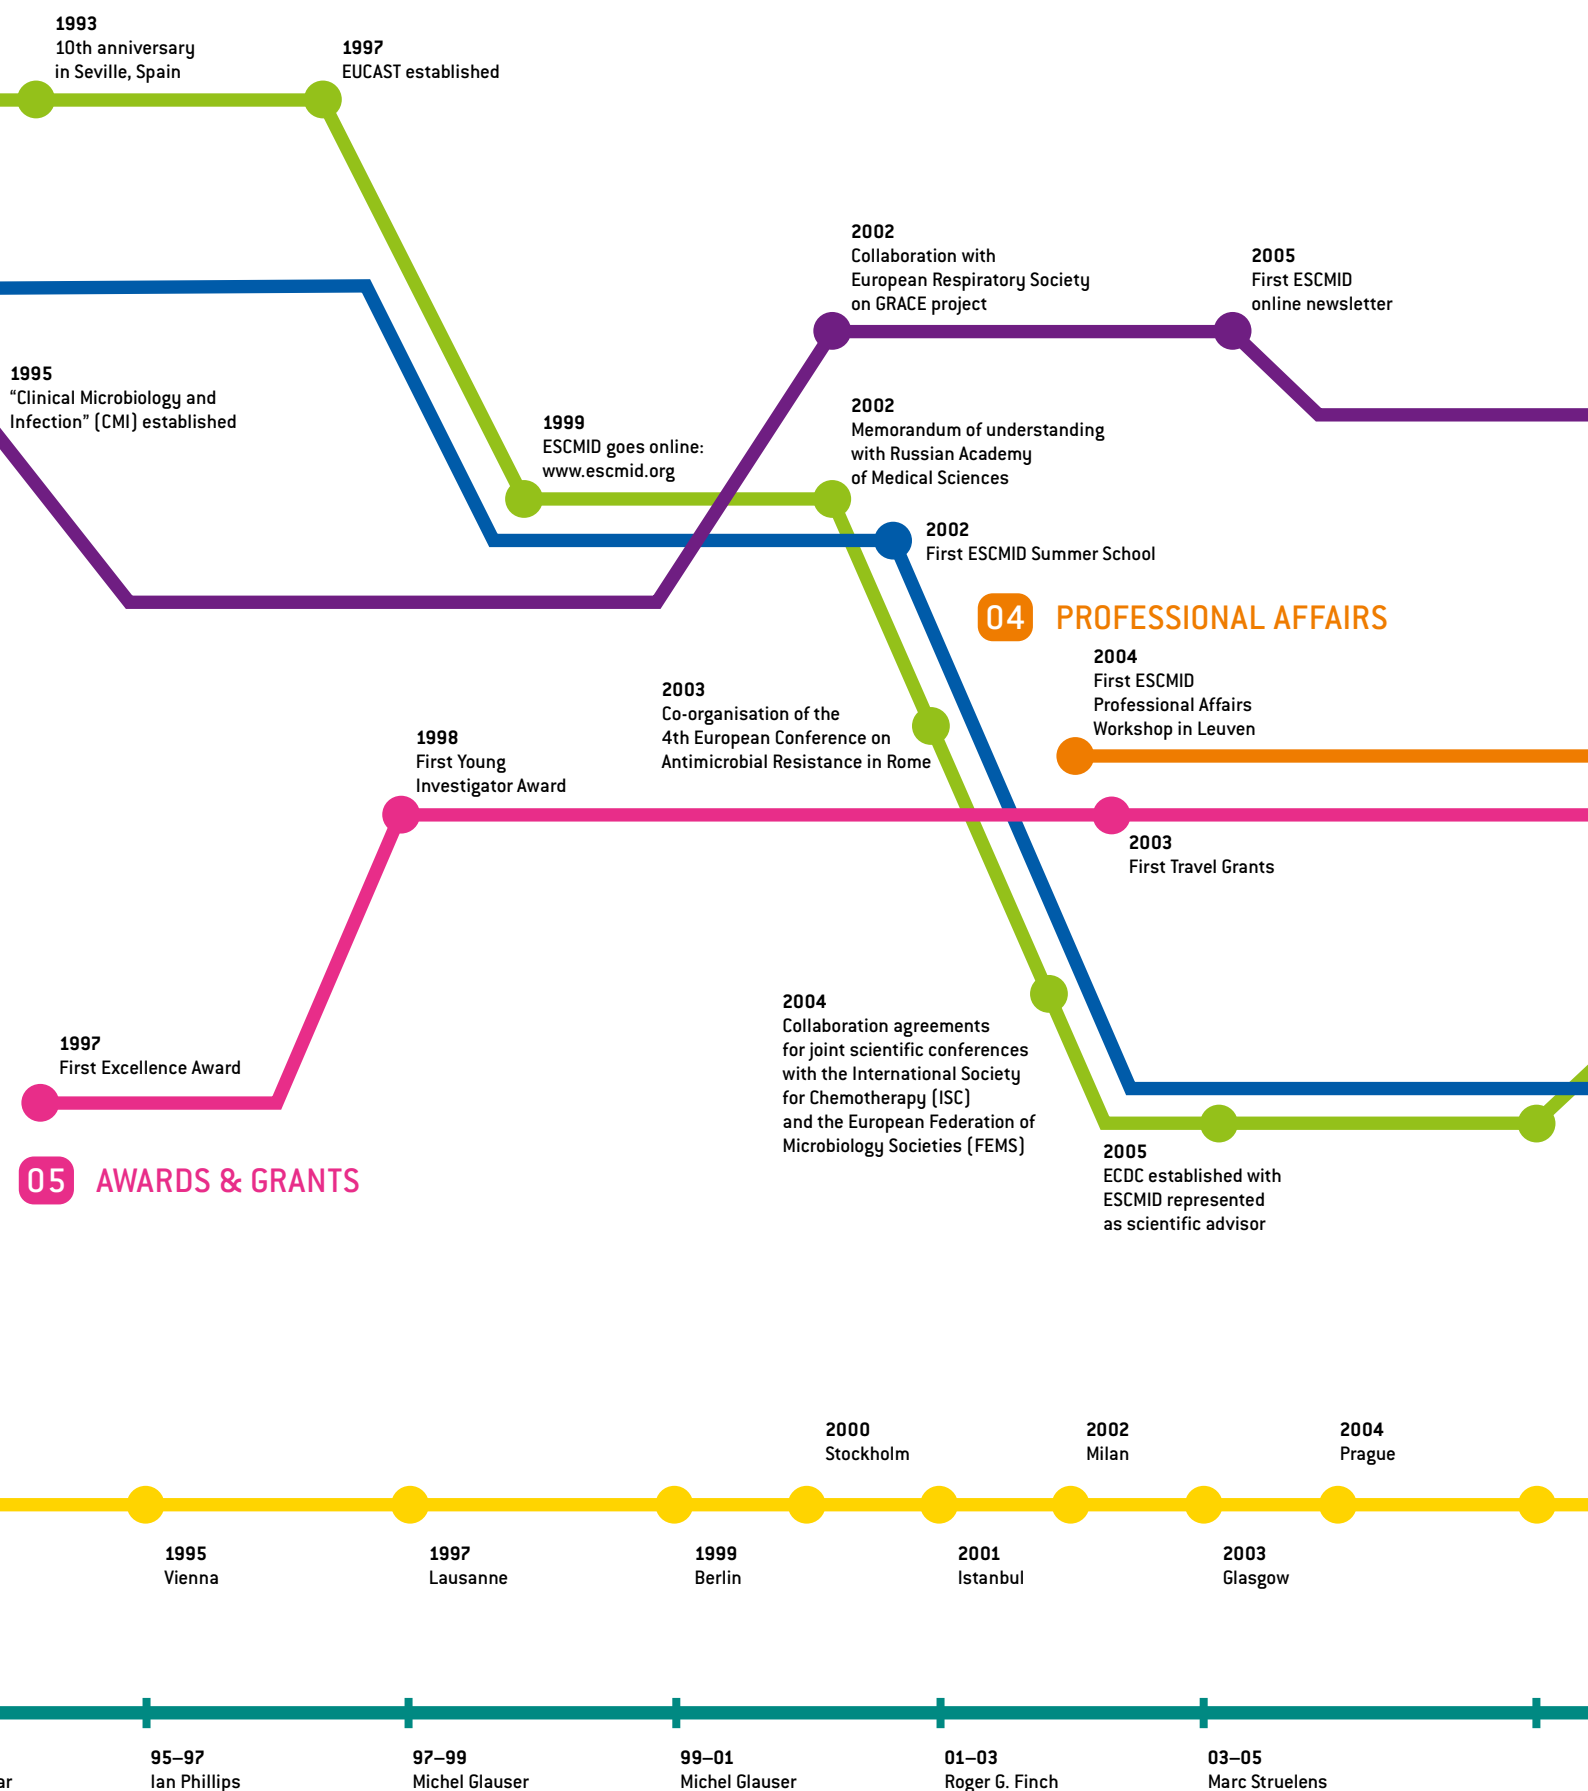 1993
10th anniversary
in Seville, Spain
1997
EUCAST established
2002
Collaboration with
European Respiratory Society
on GRACE project
2005
First ESCMID
online newsletter
1995
“Clinical Microbiology and
Infection” (CMI) established
1999
ESCMID goes online:
www.escmid.org
2002
Memorandum of understanding
with Russian Academy
of Medical Sciences
2002
First ESCMID Summer School
04 PROFESSIONAL AFFAIRS
2004
First ESCMID
Professional Affairs
Workshop in Leuven
2003
Co-organisation of the
4th European Conference on
Antimicrobial Resistance in Rome
1998
First Young
Investigator Award
2003
First Travel Grants
2004
Collaboration agreements
for joint scientific conferences
with the International Society
for Chemotherapy (ISC)
and the European Federation of
Microbiology Societies (FEMS)
1997
First Excellence Award
05 AWARDS & GRANTS
2005
ECDC established with
ESCMID represented
as scientific advisor
2000
Stockholm
2002
Milan
2004
Prague
1995
Vienna
1997
Lausanne
1999
Berlin
2001
Istanbul
2003
Glasgow
95–97
Ian Phillips
97–99
Michel Glauser
99–01
Michel Glauser
01–03
Roger G. Finch
03–05
Marc Struelens